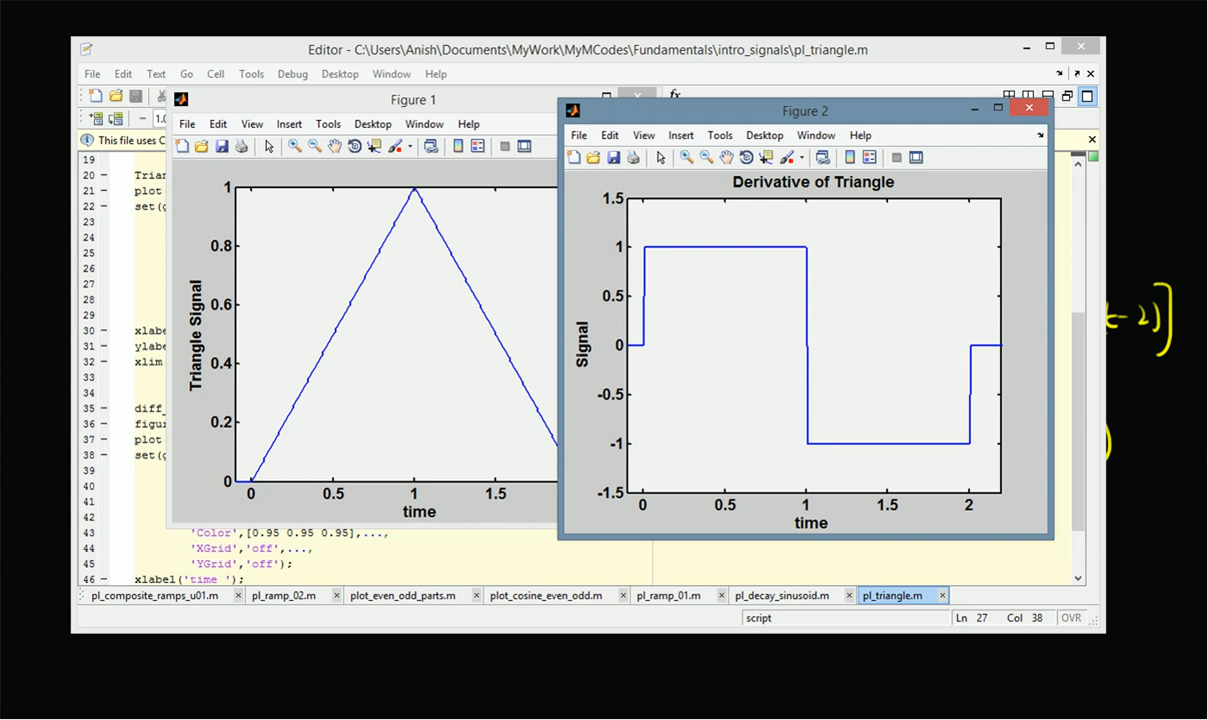 Editor - C:\Users\Anish\Documents\MyWork\MyMCodes\Fundamentals\intro_signals\pl_triangle.m
File Edit Text Go Cell Tools Debug Desktop Window Help
This file uses C
19
20 Trian
21 plot
22 set(
23
24
25
26
27
28
29
30 xlabe
31 ylabe
32 xlim
33
34
35 diff_
36 figur
37 plot
38 set(
39
40
41
42
43 'Color',[0.95 0.95 0.95],...,
44 'XGrid','off',...,
45 'YGrid','off');
46 xlabel('time ');
Figure 1
File Edit View Insert Tools Desktop Window Help
1
0.8
0.6
0.4
0.2
0
Triangle Signal
0 0.5 1 1.5
time
Figure 2
File Edit View Insert Tools Desktop Window Help
Derivative of Triangle
1.5
1
0.5
0
-0.5
-1
-1.5
Signal
0 0.5 1 1.5 2
time
t-2)]
)
pl_composite_ramps_u01.m pl_ramp_02.m plot_even_odd_parts.m plot_cosine_even_odd.m pl_ramp_01.m pl_decay_sinusoid.m pl_triangle.m
script Ln 27 Col 38 OVR